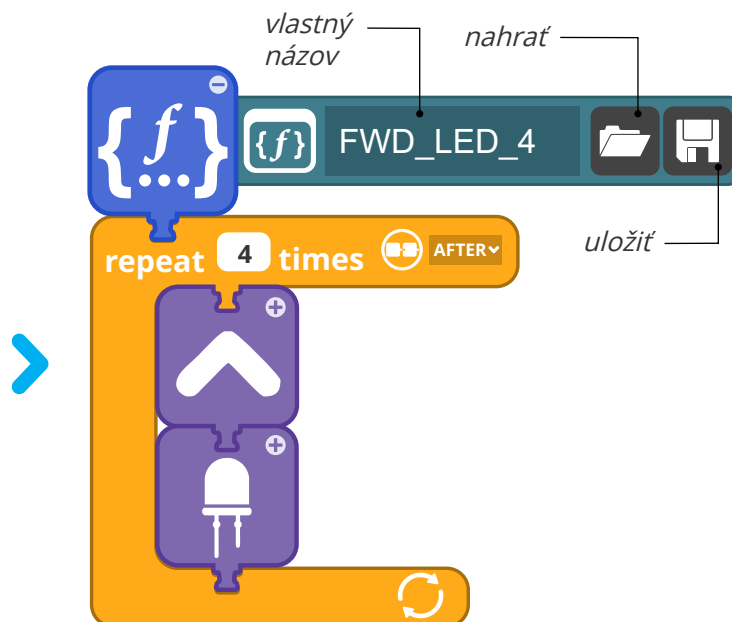 vlastný
názov
nahrať
{f}
...
{f}
FWD_LED_4
uložiť
repeat 4 times AFTER